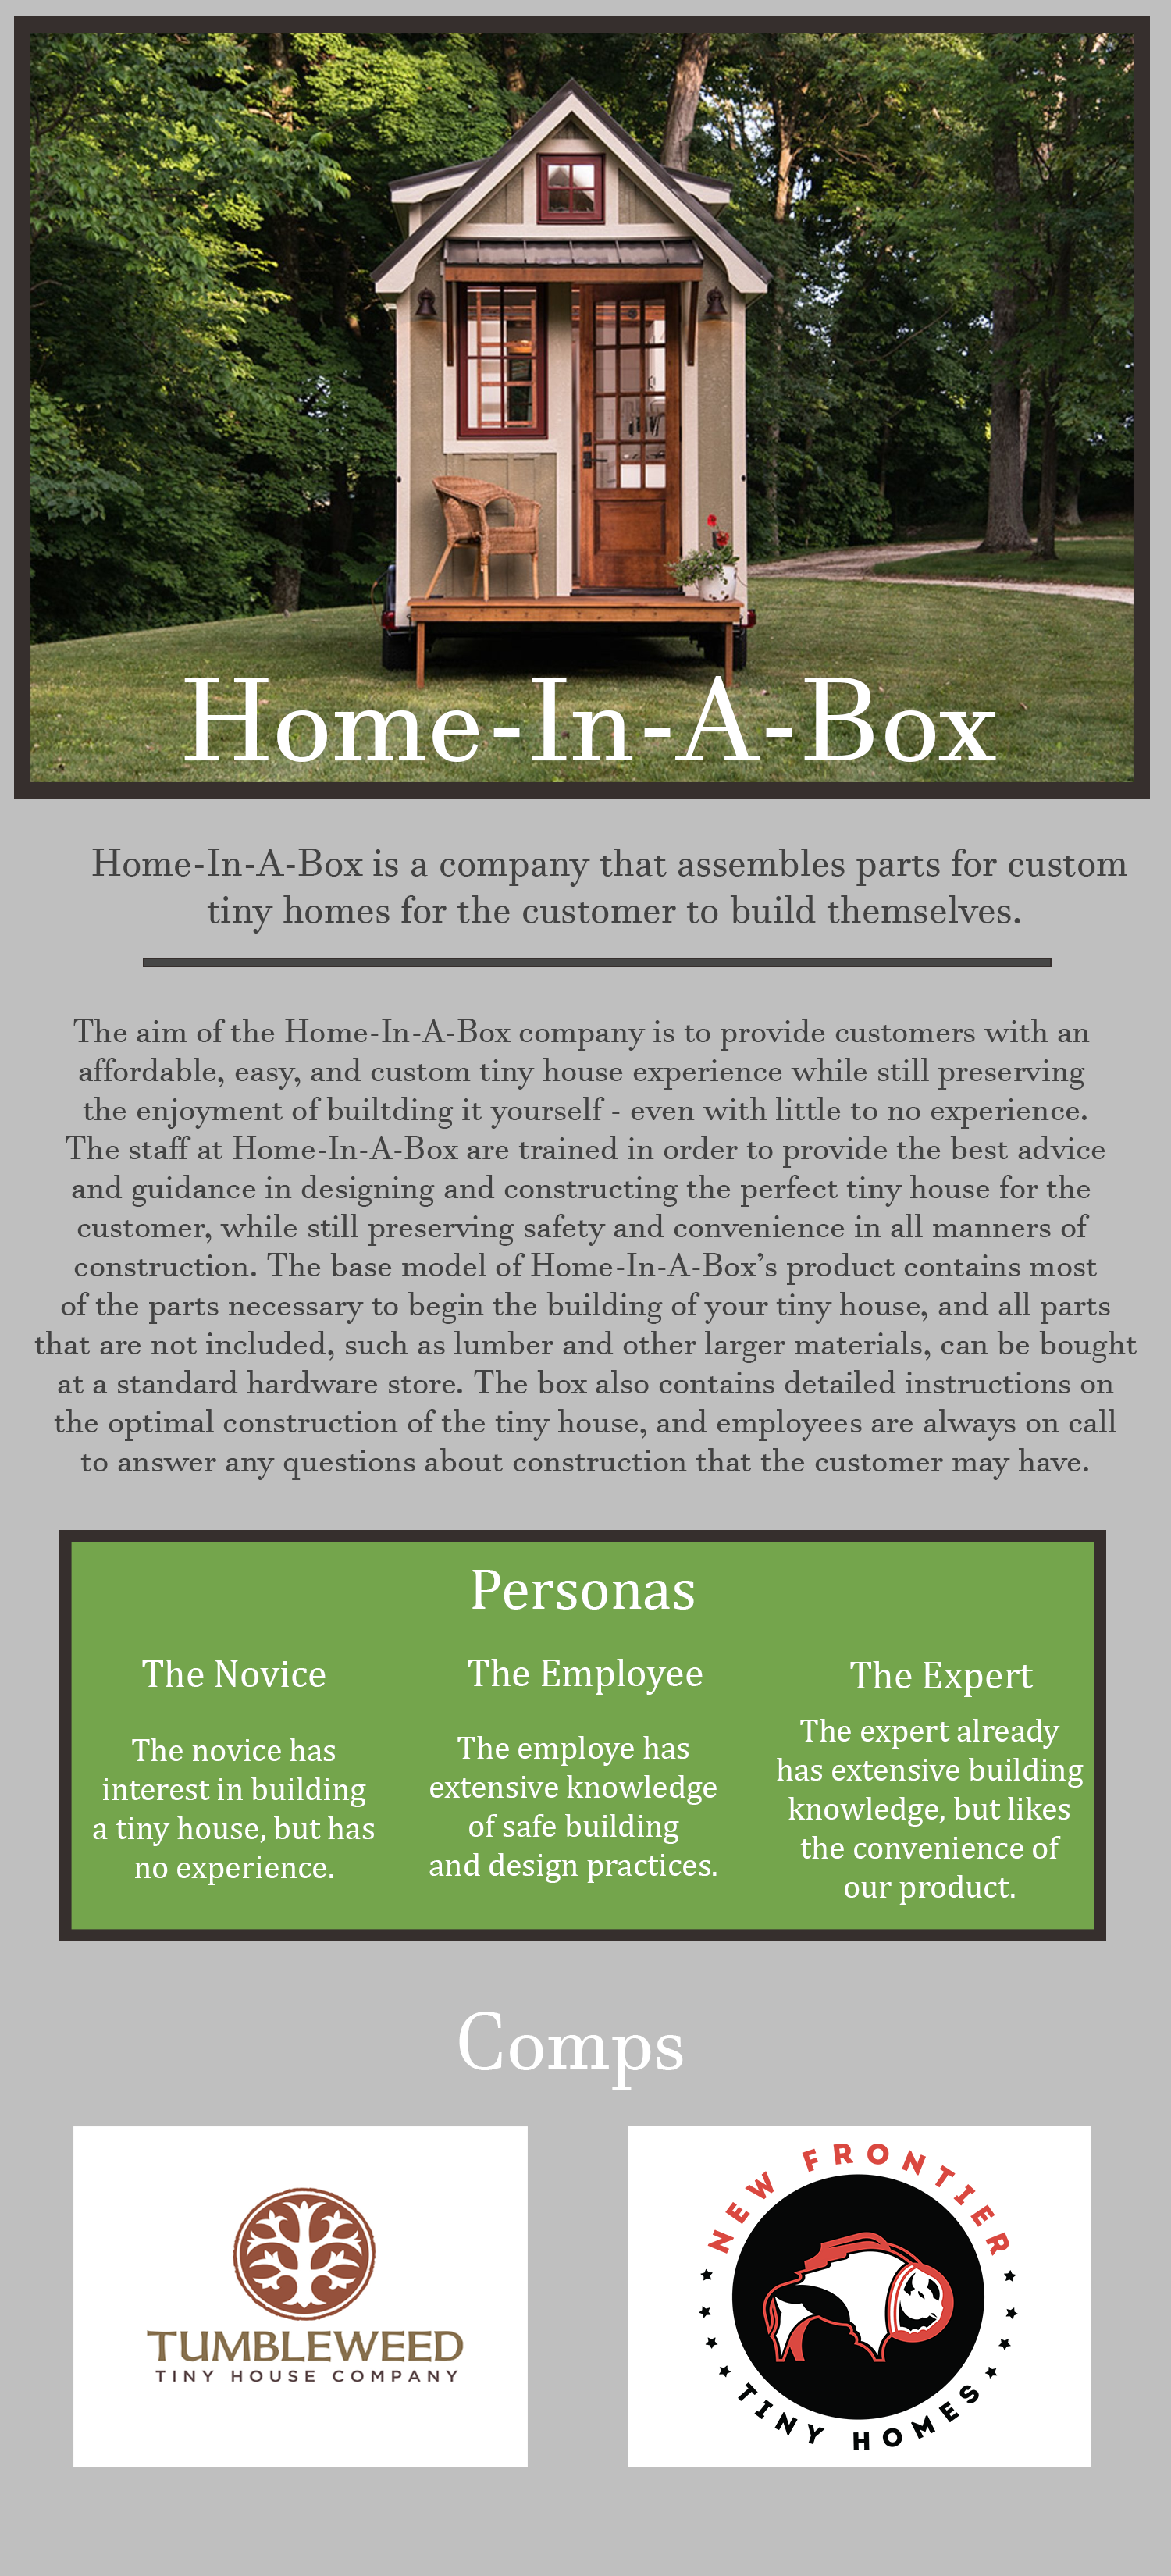 Home-In-A-Box
Home-In-A-Box is a company that assembles parts for custom
tiny homes for the customer to build themselves.
The aim of the Home-In-A-Box company is to provide customers with an
affordable, easy, and custom tiny house experience while still preserving
the enjoyment of builtding it yourself - even with little to no experience.
The staff at Home-In-A-Box are trained in order to provide the best advice
and guidance in designing and constructing the perfect tiny house for the
customer, while still preserving safety and convenience in all manners of
construction. The base model of Home-In-A-Box’s product contains most
of the parts necessary to begin the building of your tiny house, and all parts
that are not included, such as lumber and other larger materials, can be bought
at a standard hardware store. The box also contains detailed instructions on
the optimal construction of the tiny house, and employees are always on call
to answer any questions about construction that the customer may have.
Personas
The Novice
The novice has
interest in building
a tiny house, but has
no experience.
The Employee
The employe has
extensive knowledge
of safe building
and design practices.
The Expert
The expert already
has extensive building
knowledge, but likes
the convenience of
our product.
Comps
TUMBLEWEED
TINY HOUSE COMPANY
NEW FRONTIER
TINY HOMES